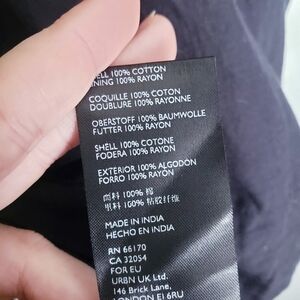 ELL 100% COTTON
NING 100% RAYON
COQUILLE 100% COTON
DOUBLURE 100% RAYONNE
OBERSTOFF 100% BAUMWOLLE
FUTTER 100% RAYON
SHELL 100% COTONE
FODERA 100% RAYON
EXTERIOR 100% ALGODÓN
FORRO 100% RAYON
面料 100% 棉
里料 100% 粘胶纤维
MADE IN INDIA
HECHO EN INDIA
RN 66170
CA 32054
FOR EU
URBN UK Ltd.
146 Brick Lane,
LONDON E1 6RU